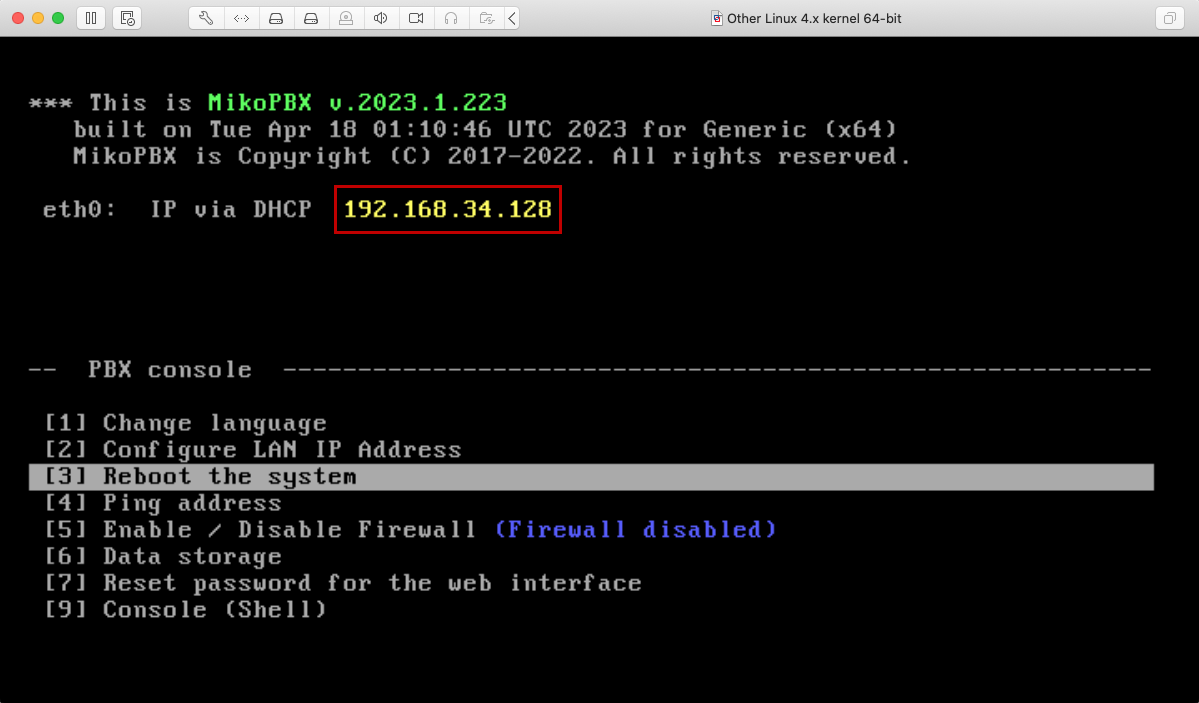 Other Linux 4.x kernel 64-bit
*** This is MikoPBX v.2023.1.223
built on Tue Apr 18 01:10:46 UTC 2023 for Generic (x64)
MikoPBX is Copyright (C) 2017-2022. All rights reserved.
eth0: IP via DHCP 192.168.34.128
-- PBX console ----------------------------------------------------------
[1] Change language
[2] Configure LAN IP Address
[3] Reboot the system
[4] Ping address
[5] Enable / Disable Firewall (Firewall disabled)
[6] Data storage
[7] Reset password for the web interface
[9] Console (Shell)